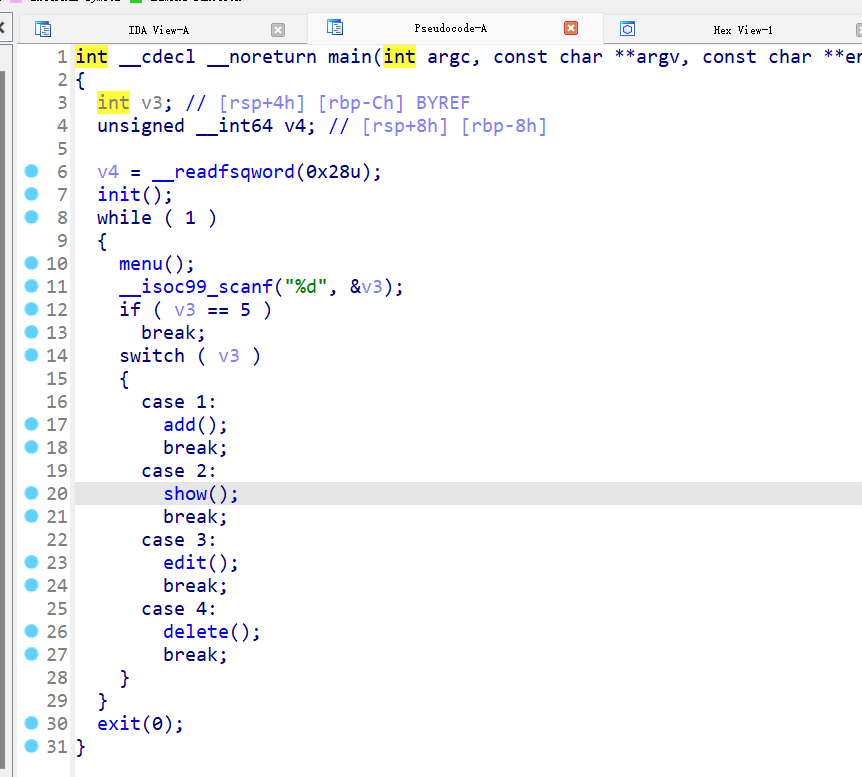 IDA View-A Pseudocode-A Hex View-1
1 int __cdecl __noreturn main(int argc, const char **argv, const char **en
2 {
3   int v3; // [rsp+4h] [rbp-Ch] BYREF
4   unsigned __int64 v4; // [rsp+8h] [rbp-8h]
5
6   v4 = __readfsqword(0x28u);
7   init();
8   while ( 1 )
9   {
10     menu();
11     __isoc99_scanf("%d", &v3);
12     if ( v3 == 5 )
13       break;
14     switch ( v3 )
15     {
16       case 1:
17         add();
18         break;
19       case 2:
20         show();
21         break;
22       case 3:
23         edit();
24         break;
25       case 4:
26         delete();
27         break;
28     }
29   }
30   exit(0);
31 }